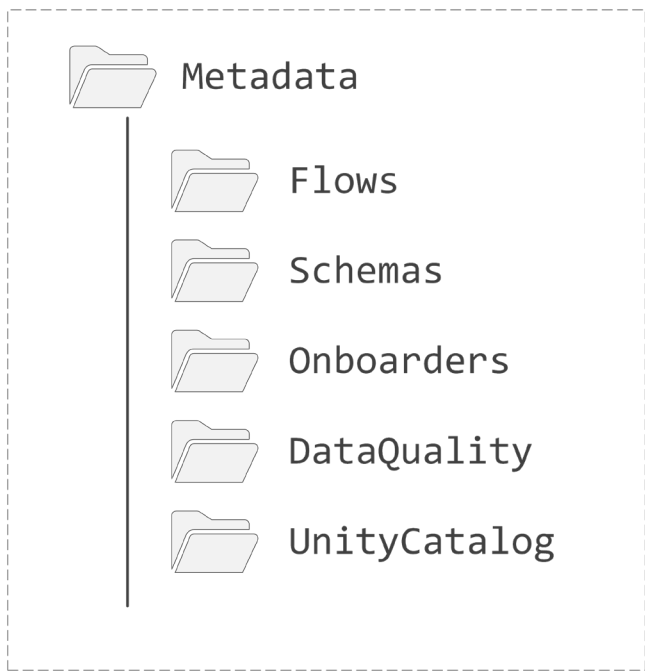 Metadata
Flows
Schemas
Onboarders
DataQuality
UnityCatalog